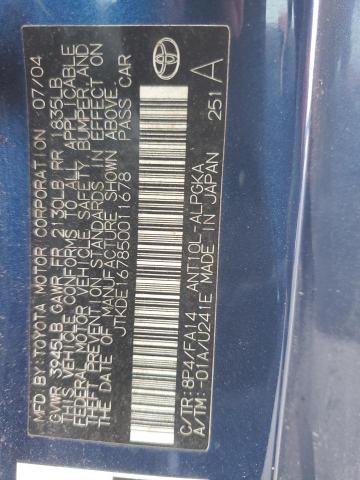 MFD.BY:TOYOTA MOTOR CORPORATION 07/04
GVWR 3945LB GAWR FR 2130LB RR 1835LB
THIS VEHICLE CONFORMS TO ALL APPLICABLE
FEDERAL MOTOR VEHICLE SAFETY, BUMPER, AND
THEFT PREVENTION STANDARDS IN EFFECT ON
THE DATE OF MANUFACTURE SHOWN ABOVE.
JTKDE167850011678 PASS CAR
C/TR:8P4/FA14 ANT10L-ALPGKA
A/TM:-01A/U241E MADE IN JAPAN
251 A